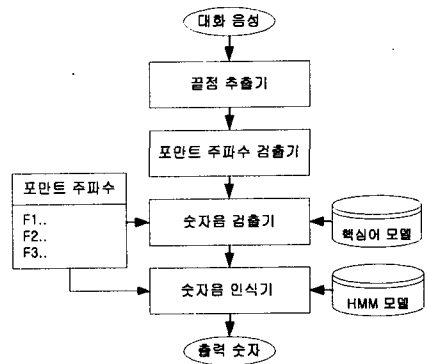 대화 음성
끝점 추출기
포만트 주파수 검출기
포만트 주파수
F1..
F2..
F3..
숫자음 검출기
핵심어 모델
숫자음 인식기
HMM 모델
출력 숫자